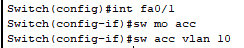 Switch(config)#int fa0/1
Switch(config-if)#sw mo acc
Switch(config-if)#sw acc vlan 10